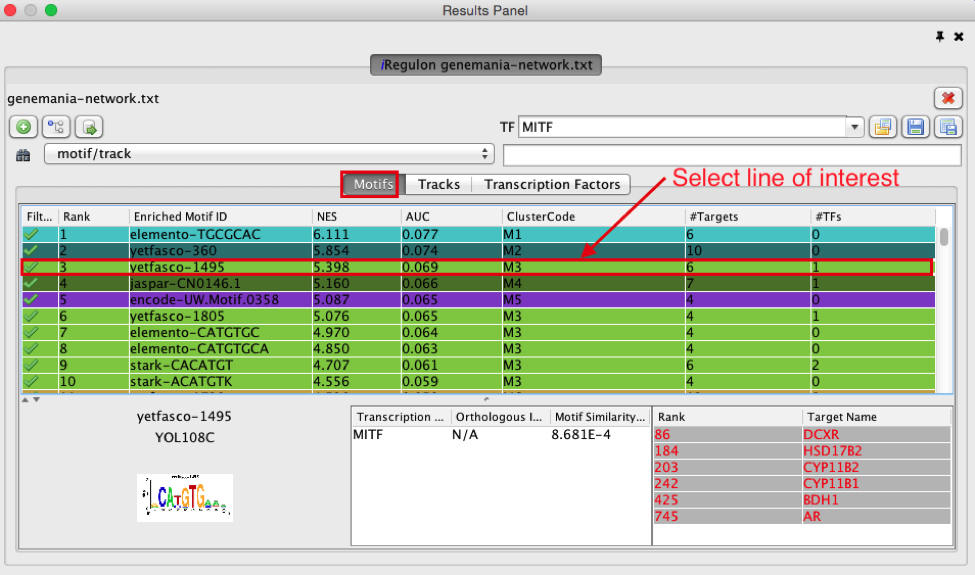 Results Panel
iRegulon genemania-network.txt
genemania-network.txt
TF MITF
motif/track
Motifs Tracks Transcription Factors
Select line of interest
Filt... Rank Enriched Motif ID NES AUC ClusterCode #Targets #TFs
1 elemento-TGCGCAC 6.111 0.077 M1 6 0
2 yetfasco-360 5.854 0.074 M2 10 0
3 yetfasco-1495 5.398 0.069 M3 6 1
4 jaspar-CN0146.1 5.160 0.066 M4 7 1
5 encode-UW.Motif.0358 5.087 0.065 M5 4 0
6 yetfasco-1805 5.076 0.065 M3 4 1
7 elemento-CATGTGC 4.970 0.064 M3 4 0
8 elemento-CATGTGCA 4.850 0.063 M3 4 0
9 stark-CACATGT 4.707 0.061 M3 6 2
10 stark-ACATGTK 4.556 0.059 M3 4 0
yetfasco-1495
YOL108C
CATGTG
Transcription ... Orthologous I... Motif Similarity...
MITF N/A 8.681E-4
Rank Target Name
86 DCXR
184 HSD17B2
203 CYP11B2
242 CYP11B1
425 BDH1
745 AR